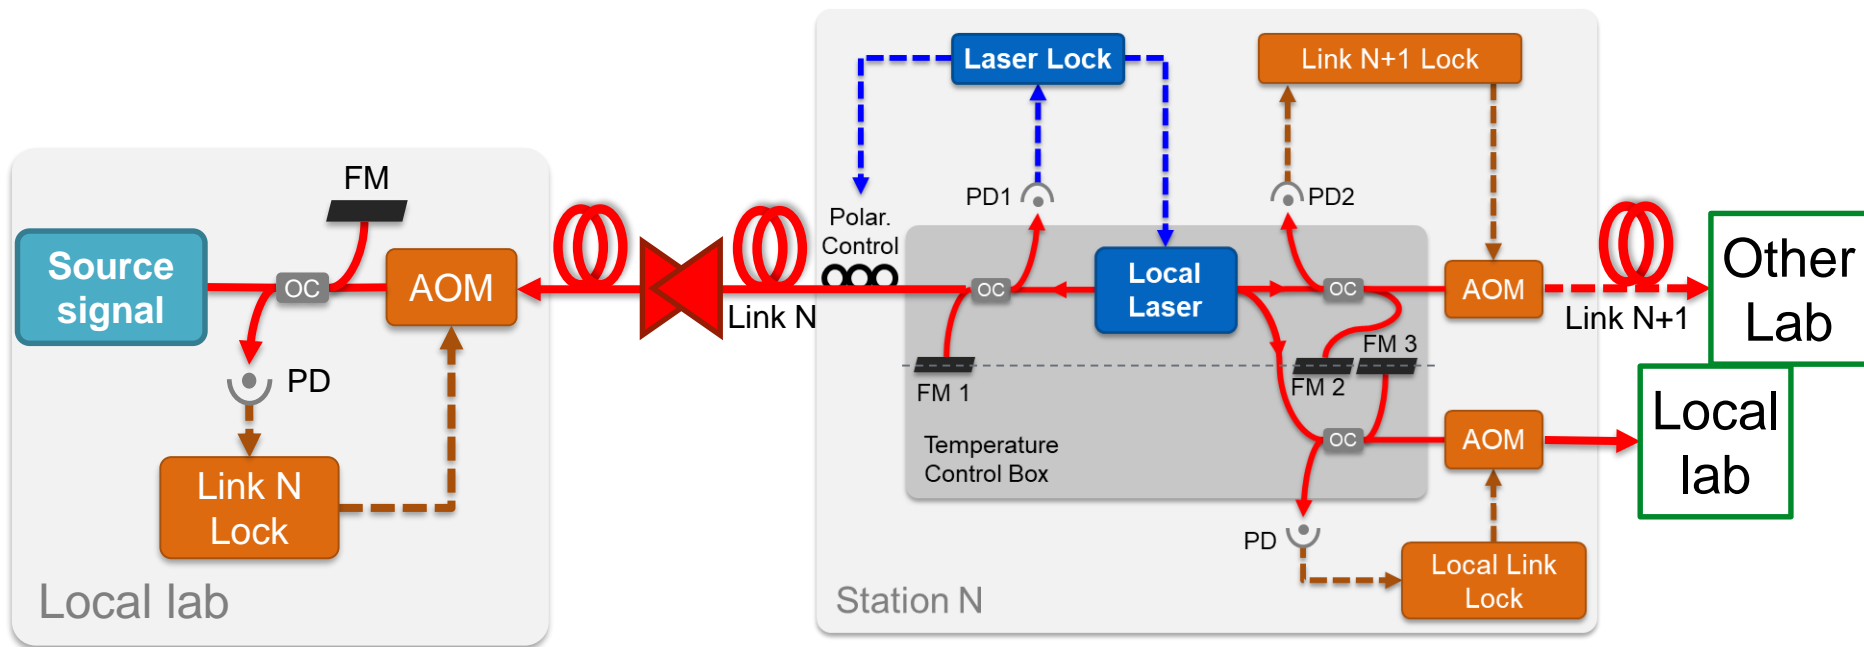 Source
signal
FM
OC
AOM
PD
Link N
Lock
Local lab
Link N
Polar.
Control
Laser Lock
PD1
OC
FM 1
Local
Laser
Temperature
Control Box
Link N+1 Lock
PD2
OC
FM 2
FM 3
AOM
Link N+1
OC
AOM
PD
Local Link
Lock
Station N
Other
Lab
Local
lab